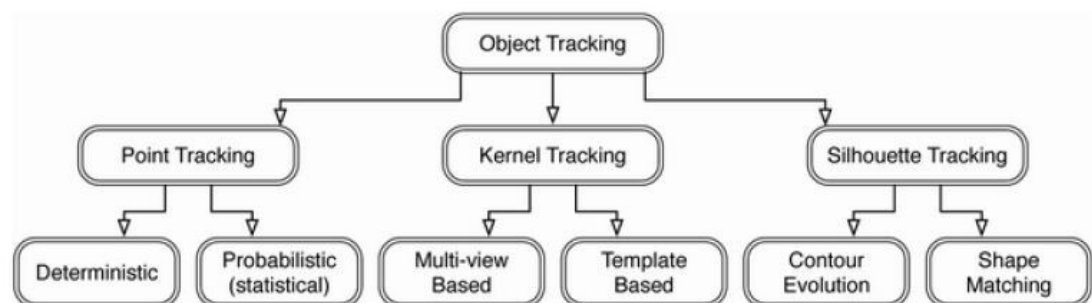 Object Tracking
Point Tracking
Kernel Tracking
Silhouette Tracking
Deterministic
Probabilistic
(statistical)
Multi-view
Based
Template
Based
Contour
Evolution
Shape
Matching